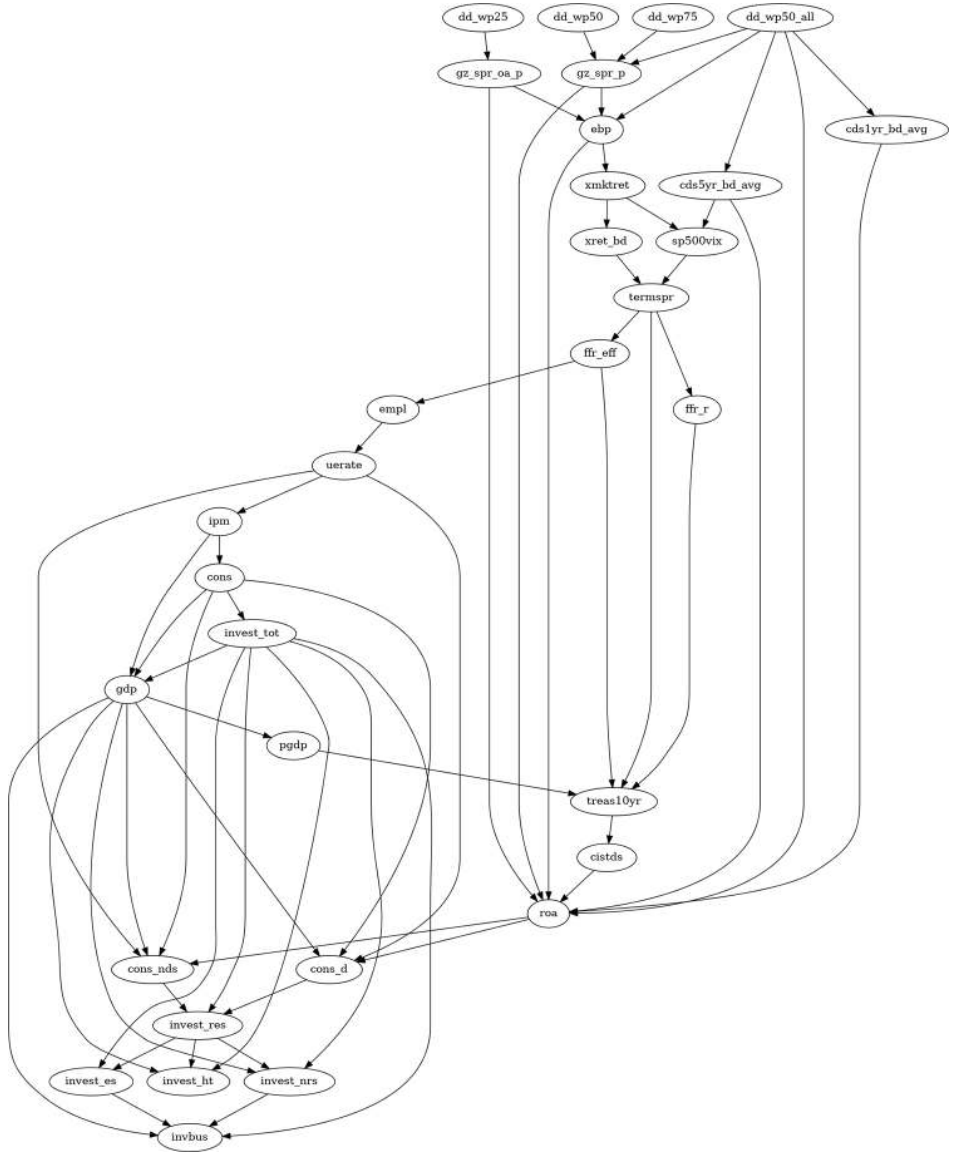 dd_wp25 dd_wp50 dd_wp75 dd_wp50_all
gz_spr_oa_p gz_spr_p
ebp cds1yr_bd_avg
xmktret cds5yr_bd_avg
xret_bd sp500vix
termspr
ffr_eff
empl ffr_r
uerate
ipm
cons
invest_tot
gdp
pgdp
treas10yr
cistds
roa
cons_nds cons_d
invest_res
invest_es invest_ht invest_nrs
invbus